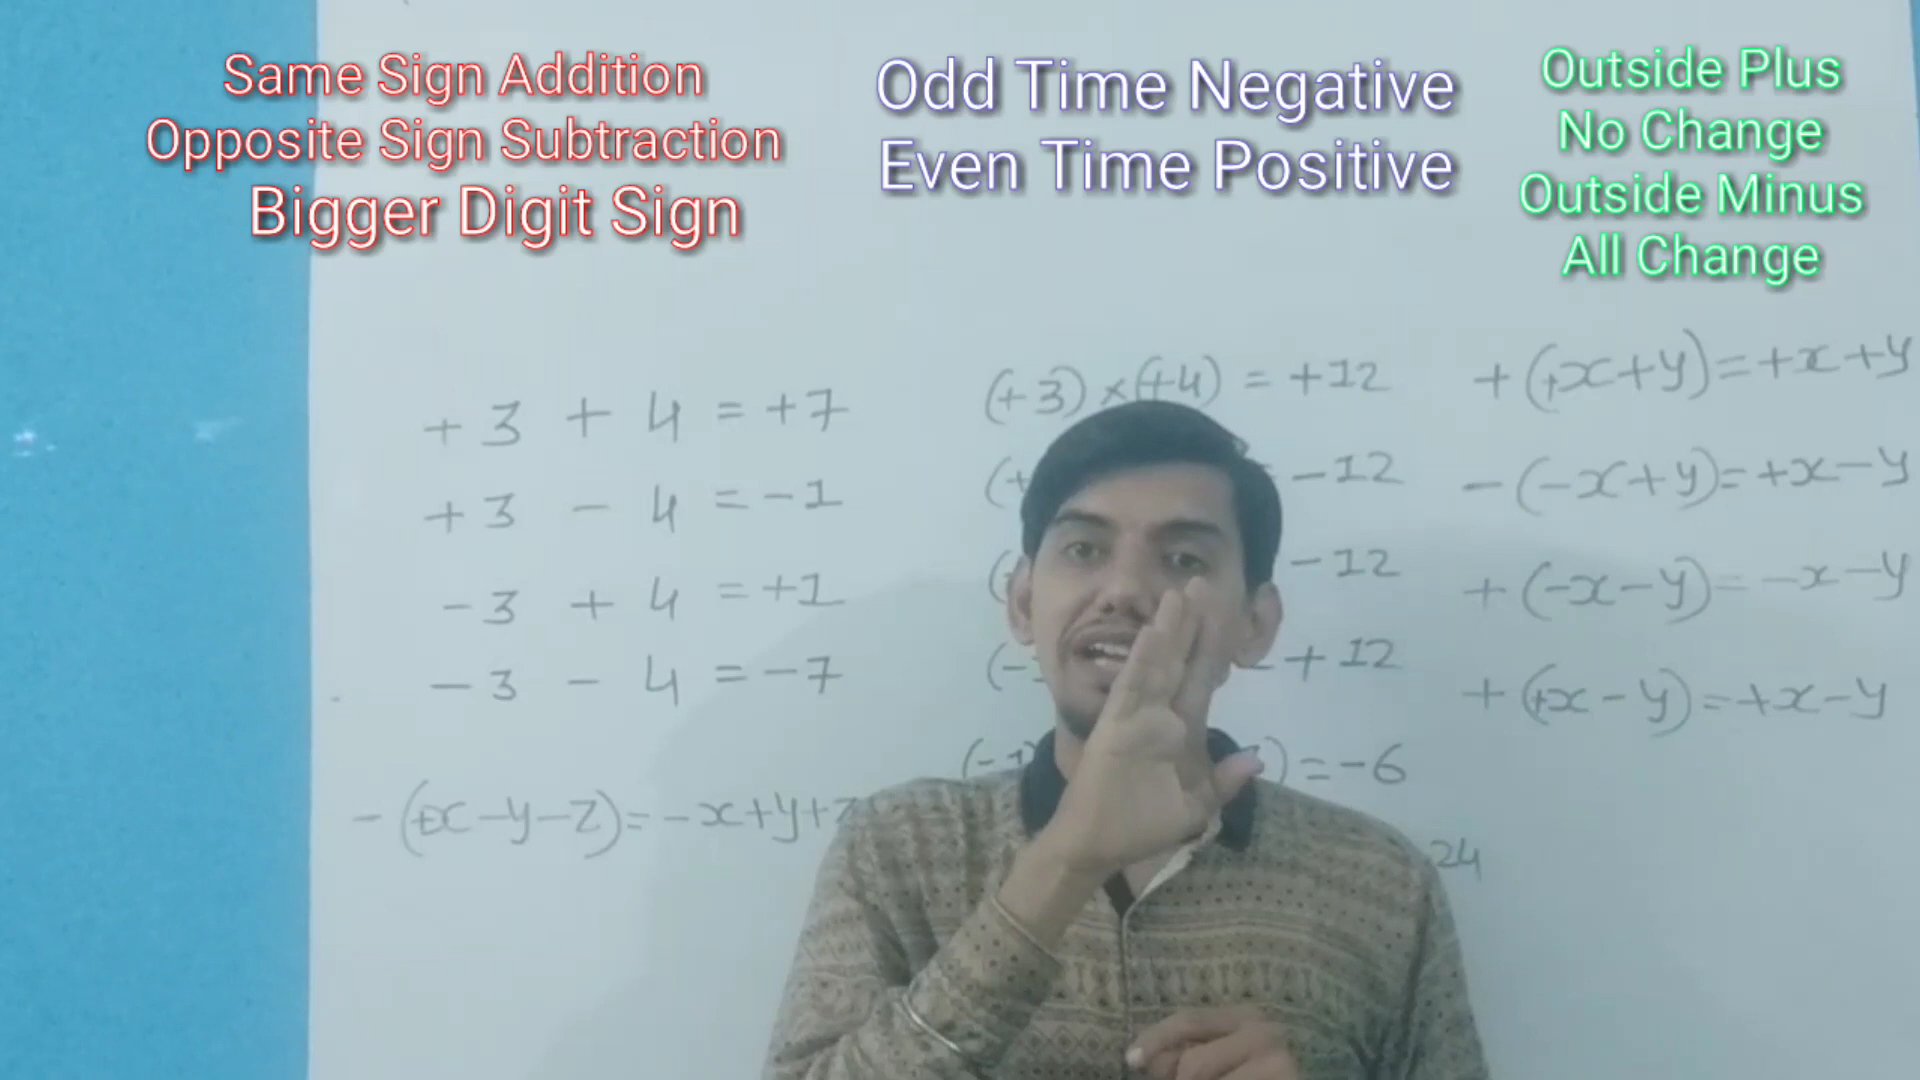 Same Sign Addition
Opposite Sign Subtraction
Bigger Digit Sign
Odd Time Negative
Even Time Positive
Outside Plus
No Change
Outside Minus
All Change
+3 + 4 = +7
+3 - 4 = -1
-3 + 4 = +1
-3 - 4 = -7
-(+x-y-z)=-x+y+z
(+3)×(+4) = +12
-12
-12
+12
(-1 ) =-6
24
+(+x+y)=+x+y
-(-x+y)=+x-y
+(-x-y)=-x-y
+(+x-y)=+x-y